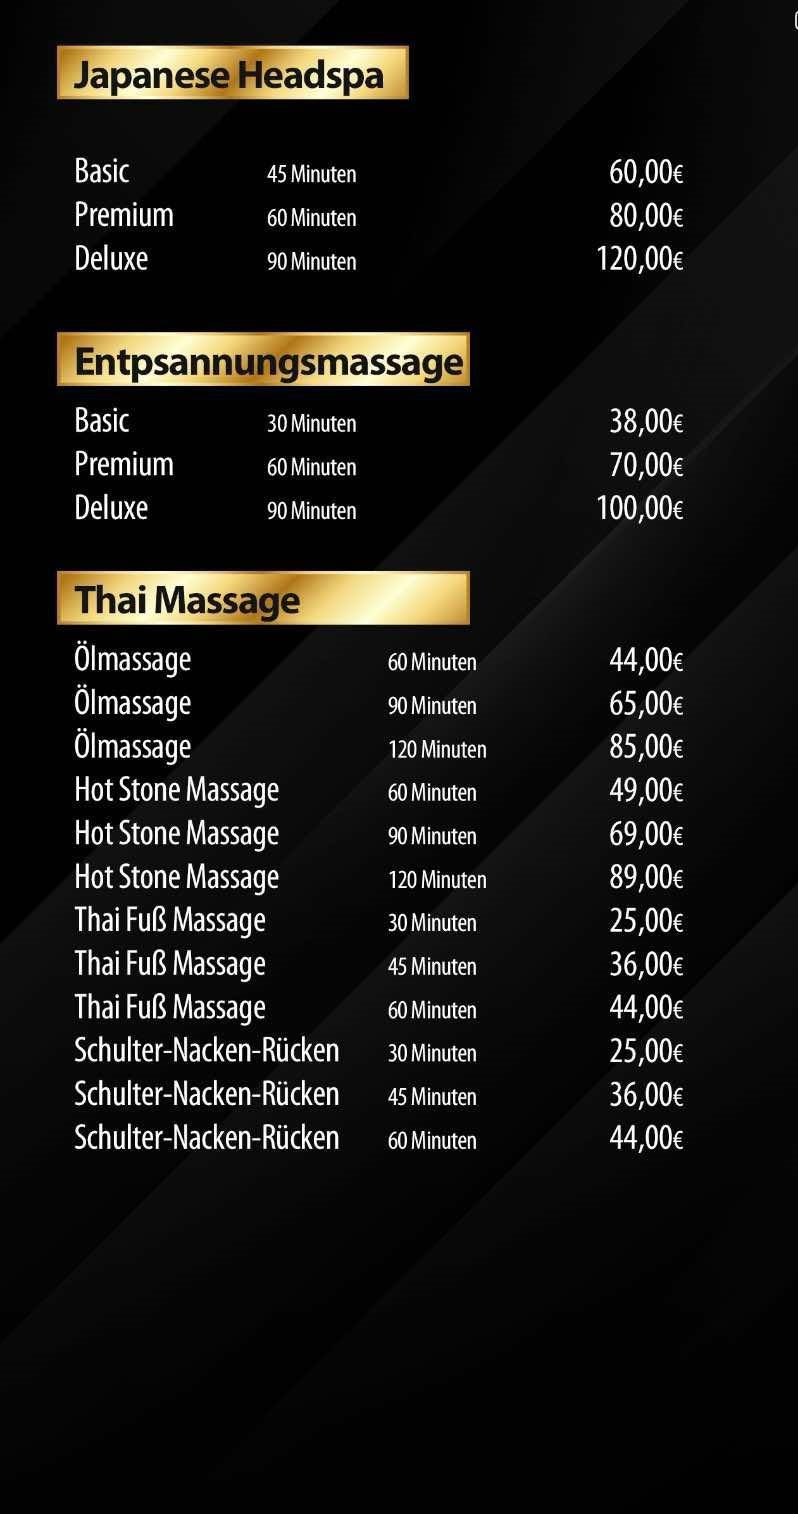 Japanese Headspa
Basic 45 Minuten 60,00€
Premium 60 Minuten 80,00€
Deluxe 90 Minuten 120,00€
Entpsannungsmassage
Basic 30 Minuten 38,00€
Premium 60 Minuten 70,00€
Deluxe 90 Minuten 100,00€
Thai Massage
Ölmassage 60 Minuten 44,00€
Ölmassage 90 Minuten 65,00€
Ölmassage 120 Minuten 85,00€
Hot Stone Massage 60 Minuten 49,00€
Hot Stone Massage 90 Minuten 69,00€
Hot Stone Massage 120 Minuten 89,00€
Thai Fuß Massage 30 Minuten 25,00€
Thai Fuß Massage 45 Minuten 36,00€
Thai Fuß Massage 60 Minuten 44,00€
Schulter-Nacken-Rücken 30 Minuten 25,00€
Schulter-Nacken-Rücken 45 Minuten 36,00€
Schulter-Nacken-Rücken 60 Minuten 44,00€